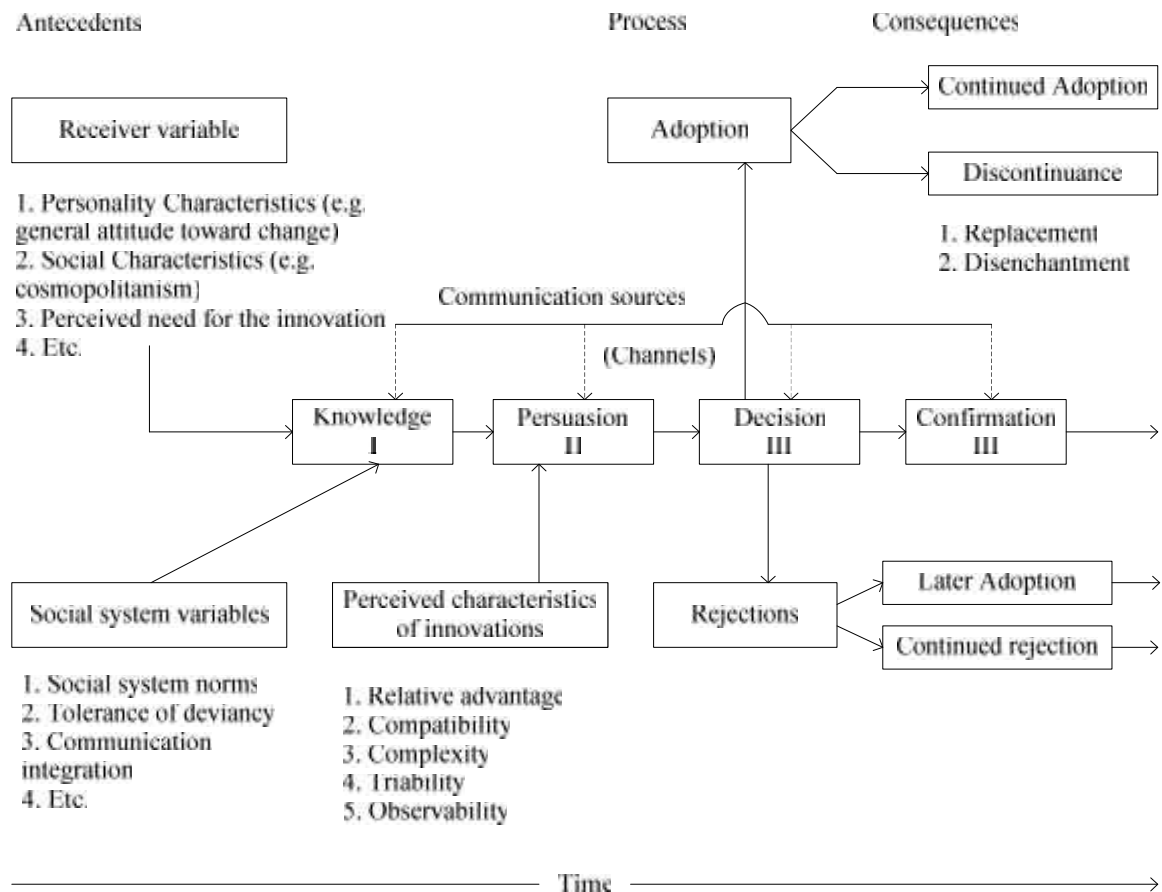 Antecedents
Process
Consequences
Receiver variable
Adoption
Continued Adoption
Discontinuance
1. Personality Characteristics (e.g.
general attitude toward change)
2. Social Characteristics (e.g.
cosmopolitanism)
3. Perceived need for the innovation
4. Etc.
1. Replacement
2. Disenchantment
Communication sources
(Channels)
Knowledge
I
Persuasion
II
Decision
III
Confirmation
III
Social system variables
Perceived characteristics
of innovations
Rejections
Later Adoption
Continued rejection
1. Social system norms
2. Tolerance of deviancy
3. Communication
integration
4. Etc.
1. Relative advantage
2. Compatibility
3. Complexity
4. Triability
5. Observability
Time